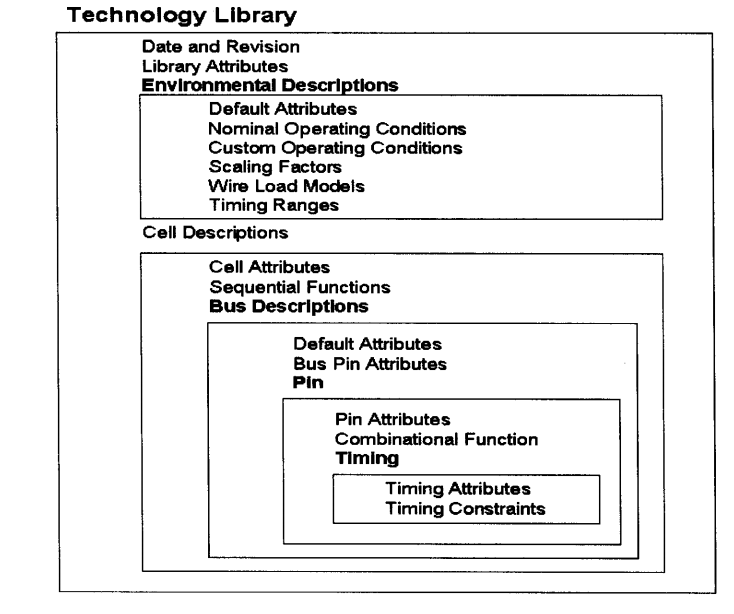 Technology Library
Date and Revision
Library Attributes
Environmental Descriptions
Default Attributes
Nominal Operating Conditions
Custom Operating Conditions
Scaling Factors
Wire Load Models
Timing Ranges
Cell Descriptions
Cell Attributes
Sequential Functions
Bus Descriptions
Default Attributes
Bus Pin Attributes
Pin
Pin Attributes
Combinational Function
Timing
Timing Attributes
Timing Constraints